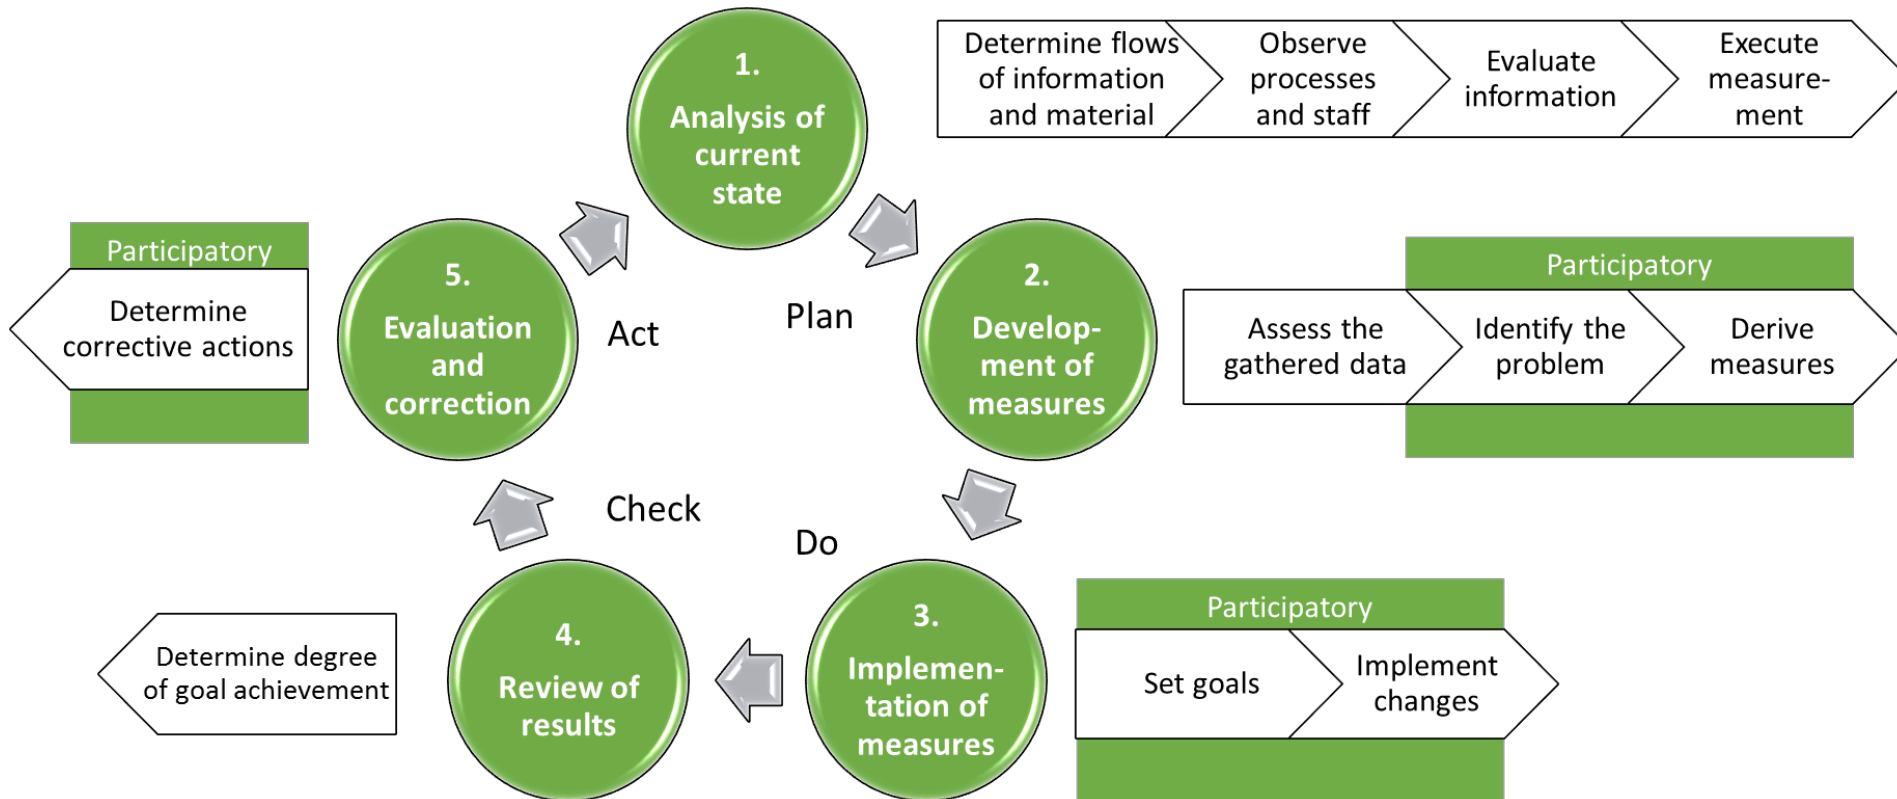 1.
Analysis of
current
state
Determine flows
of information
and material
Observe
processes
and staff
Evaluate
information
Execute
measure-
ment
Plan
2.
Develop-
ment of
measures
Participatory
Assess the
gathered data
Identify the
problem
Derive
measures
Do
3.
Implemen-
tation of
measures
Participatory
Set goals
Implement
changes
Check
4.
Review of
results
Determine degree
of goal achievement
Act
5.
Evaluation
and
correction
Participatory
Determine
corrective actions